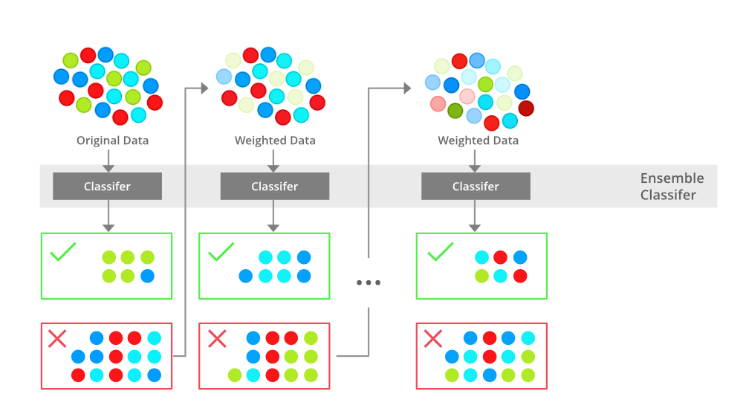 Original Data
Weighted Data
Weighted Data
Classifer
Classifer
Classifer
Ensemble
Classifer
...